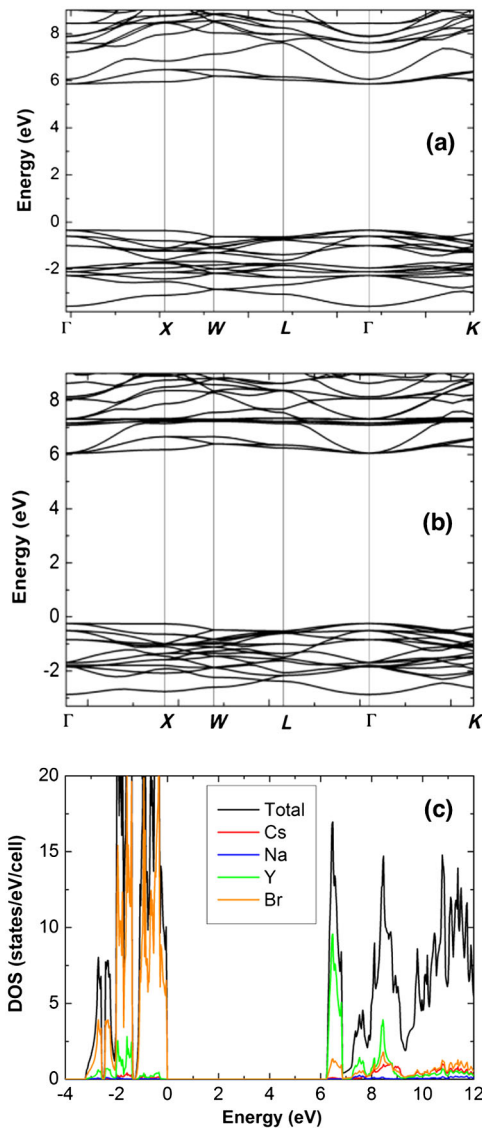 8
6
4
2
0
-2
Energy (eV)
(a)
Γ X W L Γ K
8
6
4
2
0
-2
Energy (eV)
(b)
Γ X W L Γ K
20
15
10
5
0
DOS (states/eV/cell)
Total
Cs
Na
Y
Br
(c)
-4 -2 0 2 4 6 8 10 12
Energy (eV)